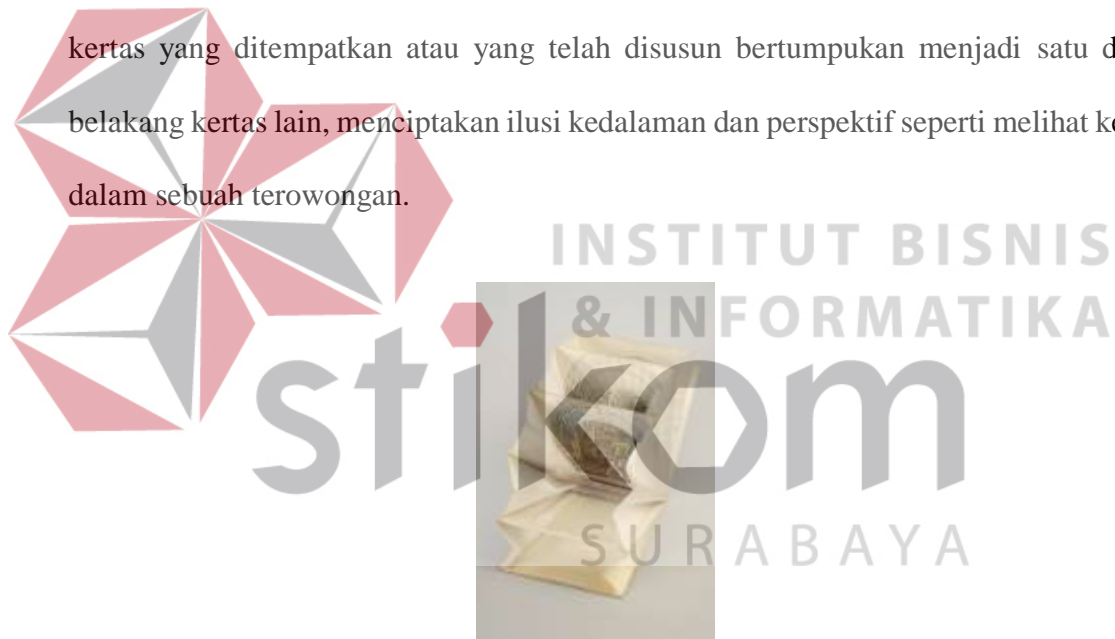 kertas yang ditempatkan atau yang telah disusun bertumpukan menjadi satu
belakang kertas lain, menciptakan ilusi kedalaman dan perspektif seperti melihat
dalam sebuah terowongan.
INSTITUT BISNIS
& INFORMATIKA
stikom
SURABAYA